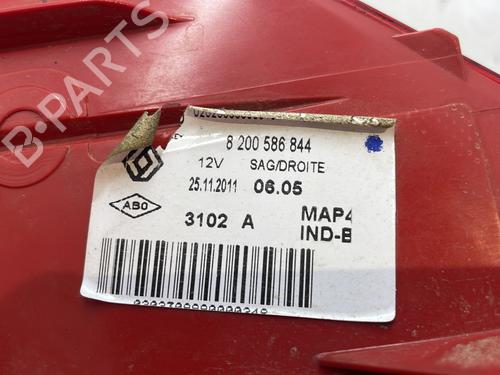 8 200 586 844
12V SAG/DROITE
25.11.2011 06.05
ABO
3102 A MAP4
IND-B
B-Parts